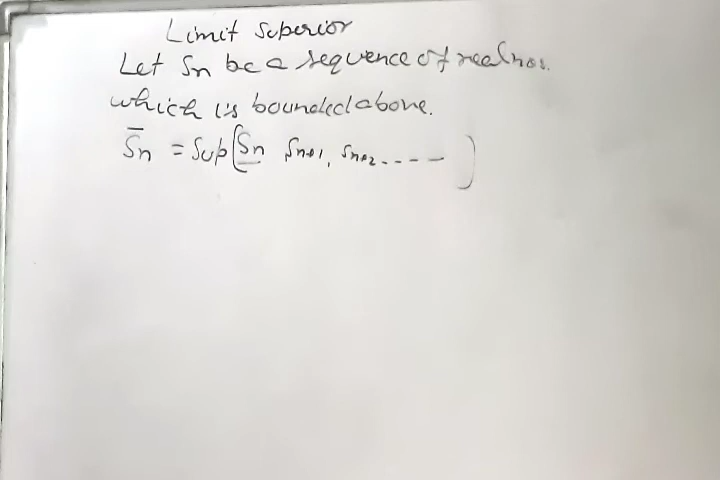 Limit Superior
Let Sn be a sequence of real nos.
which is bounded above.
S̄n = Sup(Sn Sn+1, Sn+2 ..... )